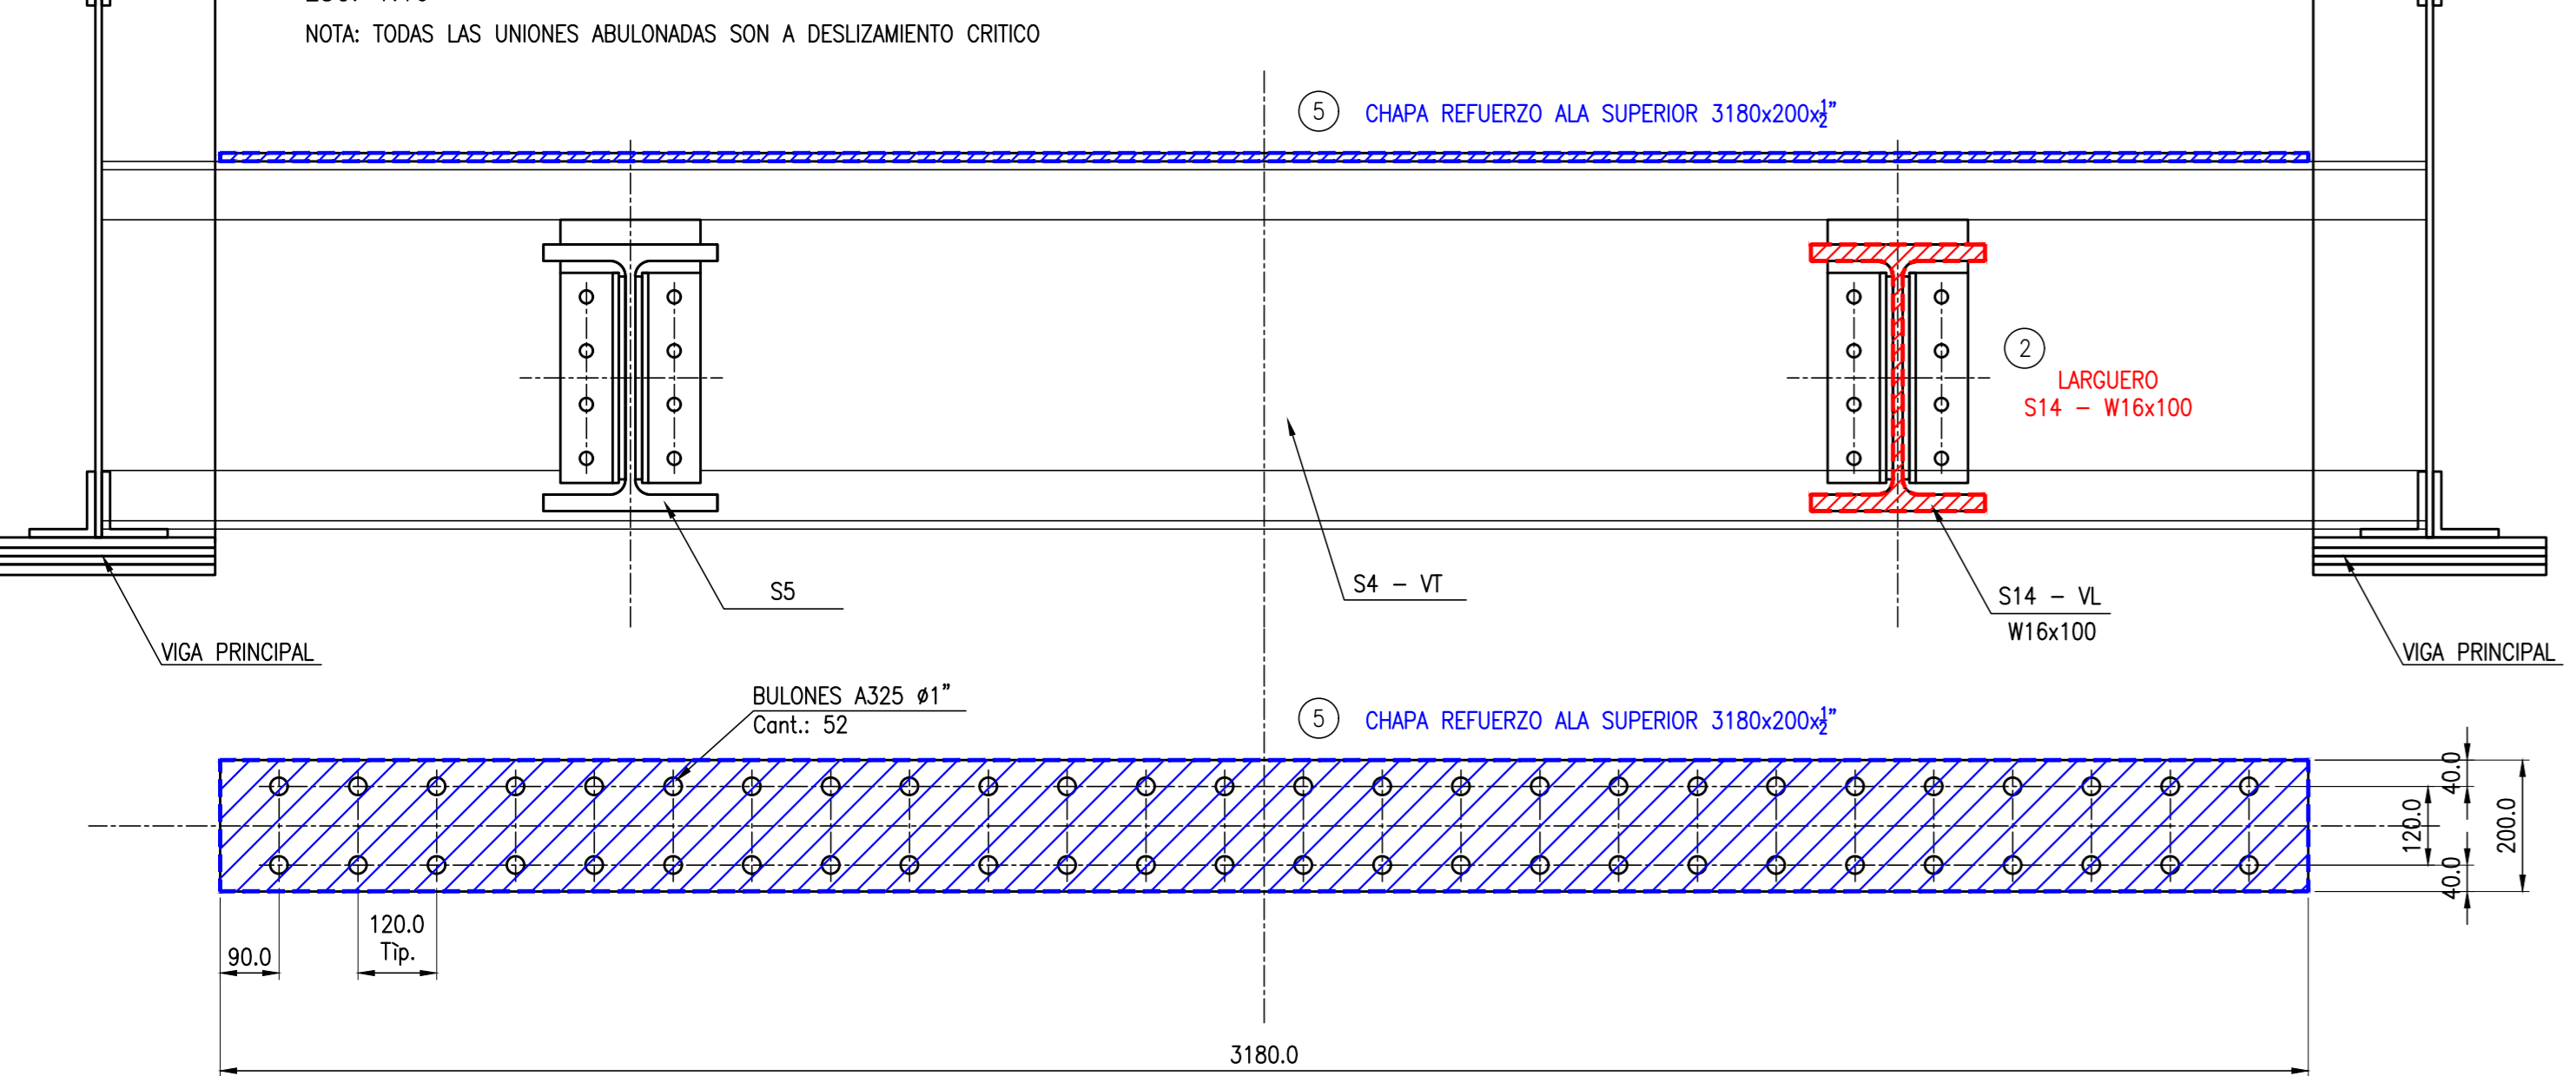 NOTA: TODAS LAS UNIONES ABULONADAS SON A DESLIZAMIENTO CRITICO
5 CHAPA REFUERZO ALA SUPERIOR 3180x200x½”
2
LARGUERO
S14 – W16x100
S5
S4 – VT
S14 – VL
W16x100
VIGA PRINCIPAL
VIGA PRINCIPAL
BULONES A325 ø1”
Cant.: 52
5 CHAPA REFUERZO ALA SUPERIOR 3180x200x½”
40.0
120.0
200.0
40.0
120.0
Tìp.
90.0
3180.0